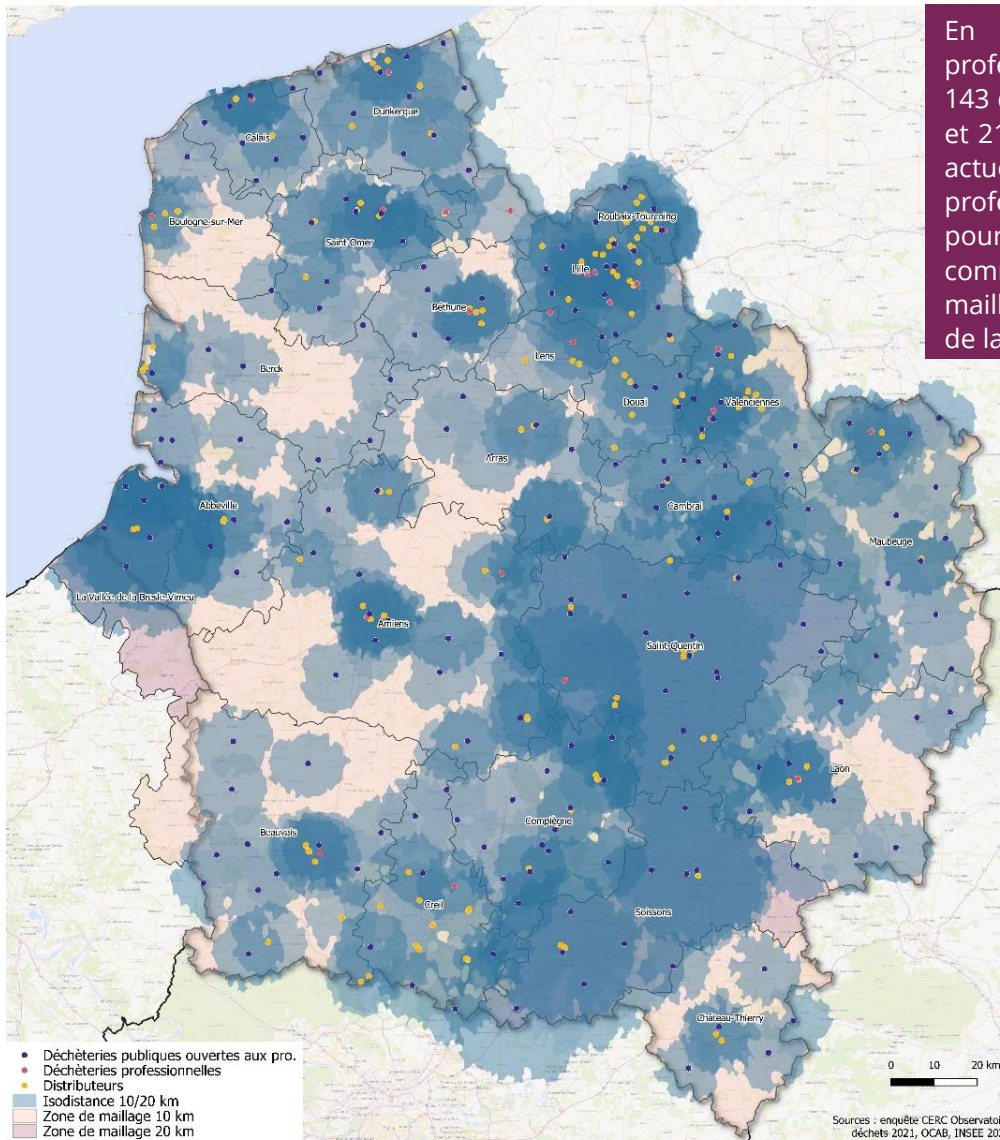 En
profe
143
et 2
actue
profe
pour
com
maill
de la
Dunkerque
Calais
Boulogne-sur-Mer
Saint-Omer
Roubaix-Tourcoing
Lille
Béthune
Lens
Berck
Douai
Valenciennes
Arras
Cambrai
Maubeuge
Abbeville
La Vallée de la Bresle-Vimeu
Amiens
Saint-Quentin
Laon
Compiègne
Beauvais
Creil
Soissons
Château-Thierry
Déchèteries publiques ouvertes aux pro.
Déchèteries professionnelles
Distributeurs
Isodistance 10/20 km
Zone de maillage 10 km
Zone de maillage 20 km
0 10 20 km
Sources : enquête CERC Observatoi
déchets 2021, OCAB, INSEE 20